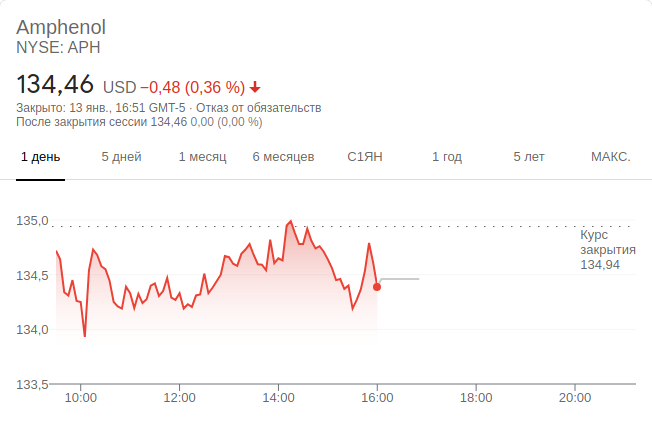 Amphenol
NYSE: APH
134,46 USD −0,48 (0,36 %)
Закрыто: 13 янв., 16:51 GMT-5 · Отказ от обязательств
После закрытия сессии 134,46 0,00 (0,00 %)
1 день 5 дней 1 месяц 6 месяцев С1ЯН 1 год 5 лет МАКС.
135,0
Курс
закрытия
134,94
134,5
134,0
133,5
10:00 12:00 14:00 16:00 18:00 20:00